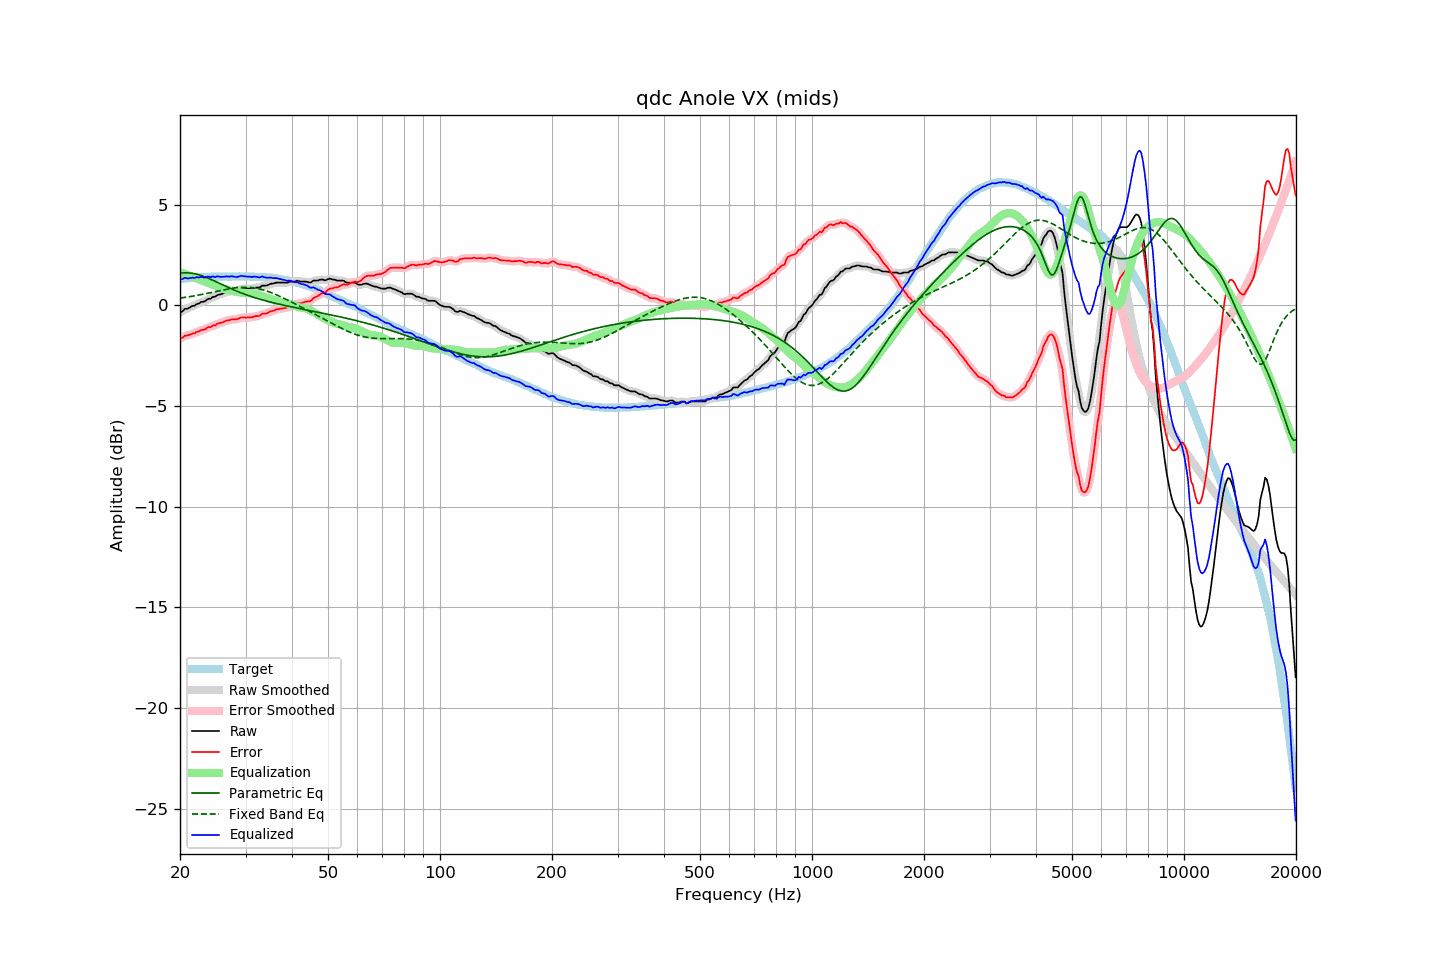 qdc Anole VX (mids)
Amplitude (dBr)
5
0
−5
−10
−15
−20
−25
Target
Raw Smoothed
Error Smoothed
Raw
Error
Equalization
Parametric Eq
Fixed Band Eq
Equalized
20 50 100 200 500 1000 2000 5000 10000 20000
Frequency (Hz)